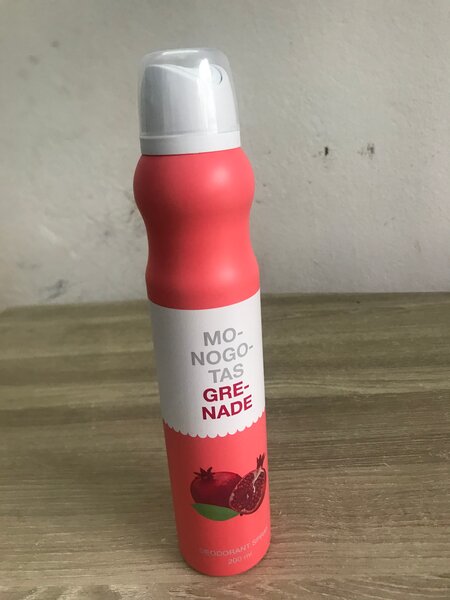 MO-
NOGO-
TAS
GRE-
NADE
DEODORANT SPRAY
200 ml